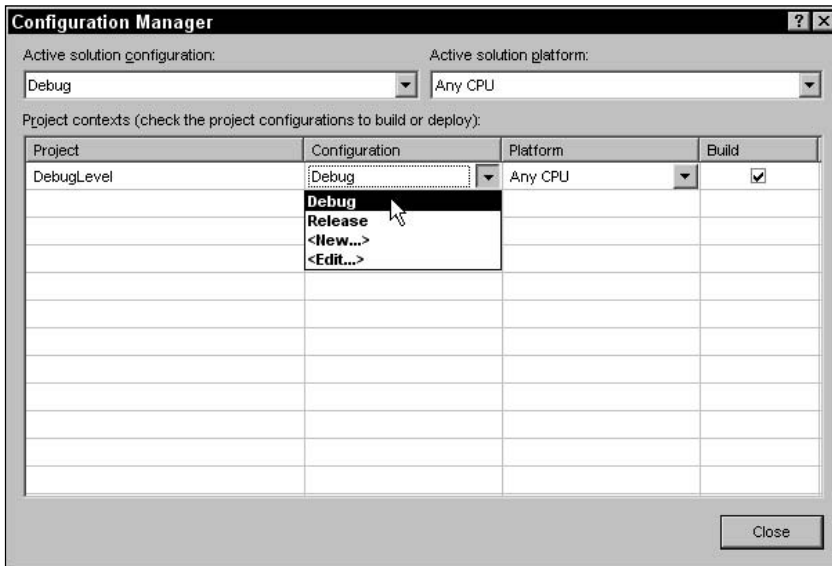 Configuration Manager
Active solution configuration: Active solution platform:
Debug Any CPU
Project contexts (check the project configurations to build or deploy):
Project Configuration Platform Build
DebugLevel Debug Any CPU
Debug
Release
<New...>
<Edit...>
Close